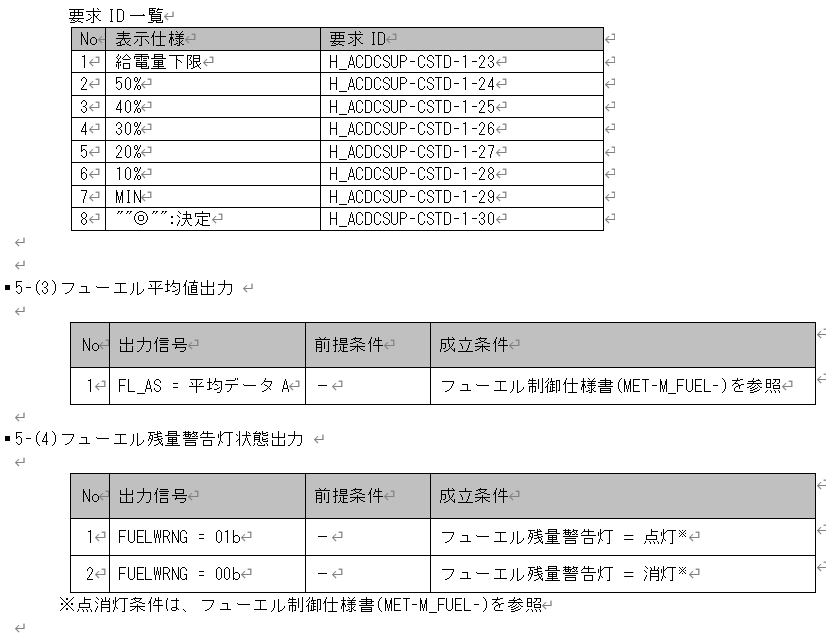 要求 ID 一覧↵
No↵ 表示仕様↵ 要求 ID↵ ↵
1↵ 給電量下限↵ H_ACDCSUP-CSTD-1-23↵ ↵
2↵ 50%↵ H_ACDCSUP-CSTD-1-24↵ ↵
3↵ 40%↵ H_ACDCSUP-CSTD-1-25↵ ↵
4↵ 30%↵ H_ACDCSUP-CSTD-1-26↵ ↵
5↵ 20%↵ H_ACDCSUP-CSTD-1-27↵ ↵
6↵ 10%↵ H_ACDCSUP-CSTD-1-28↵ ↵
7↵ MIN↵ H_ACDCSUP-CSTD-1-29↵ ↵
8↵ ""◎"":決定↵ H_ACDCSUP-CSTD-1-30↵ ↵
↵
↵
▪5-(3)フューエル平均値出力 ↵
↵
No↵ 出力信号↵ 前提条件↵ 成立条件↵ ↵
1↵ FL_AS = 平均データ A↵ －↵ フューエル制御仕様書(MET-M_FUEL-)を参照↵ ↵
↵
▪5-(4)フューエル残量警告灯状態出力 ↵
↵
No↵ 出力信号↵ 前提条件↵ 成立条件↵ ↵
1↵ FUELWRNG = 01b↵ －↵ フューエル残量警告灯 = 点灯※↵ ↵
2↵ FUELWRNG = 00b↵ －↵ フューエル残量警告灯 = 消灯※↵ ↵
※点消灯条件は、フューエル制御仕様書(MET-M_FUEL-)を参照↵
↵